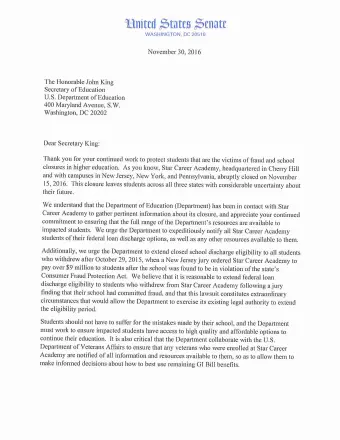 United States Senate
WASHINGTON, DC 20510
November 30, 2016
The Honorable John King
Secretary of Education
U.S. Department of Education
400 Maryland Avenue, S.W.
Washington, DC 20202
Dear Secretary King:
Thank you for your continued work to protect students that are the victims of fraud and school
closures in higher education. As you know, Star Career Academy, headquartered in Cherry Hill
and with campuses in New Jersey, New York, and Pennsylvania, abruptly closed on November
15, 2016. This closure leaves students across all three states with considerable uncertainty about
their future.
We understand that the Department of Education (Department) has been in contact with Star
Career Academy to gather pertinent information about its closure, and appreciate your continued
commitment to ensuring that the full range of the Department's resources are available to
impacted students. We urge the Department to expeditiously notify all Star Career Academy
students of their federal loan discharge options, as well as any other resources available to them.
Additionally, we urge the Department to extend closed school discharge eligibility to all students
who withdrew after October 29, 2015, when a New Jersey jury ordered Star Career Academy to
pay over $9 million to students after the school was found to be in violation of the state's
Consumer Fraud Protection Act. We believe that it is reasonable to extend federal loan
discharge eligibility to students who withdrew from Star Career Academy following a jury
finding that their school had committed fraud, and that this lawsuit constitutes extraordinary
circumstances that would allow the Department to exercise its existing legal authority to extend
the eligibility period.
Students should not have to suffer for the mistakes made by their school, and the Department
must work to ensure impacted students have access to high quality and affordable options to
continue their education. It is also critical that the Department collaborate with the U.S.
Department of Veterans Affairs to ensure that any veterans who were enrolled at Star Career
Academy are notified of all information and resources available to them, so as to allow them to
make informed decisions about how to best use remaining GI Bill benefits.